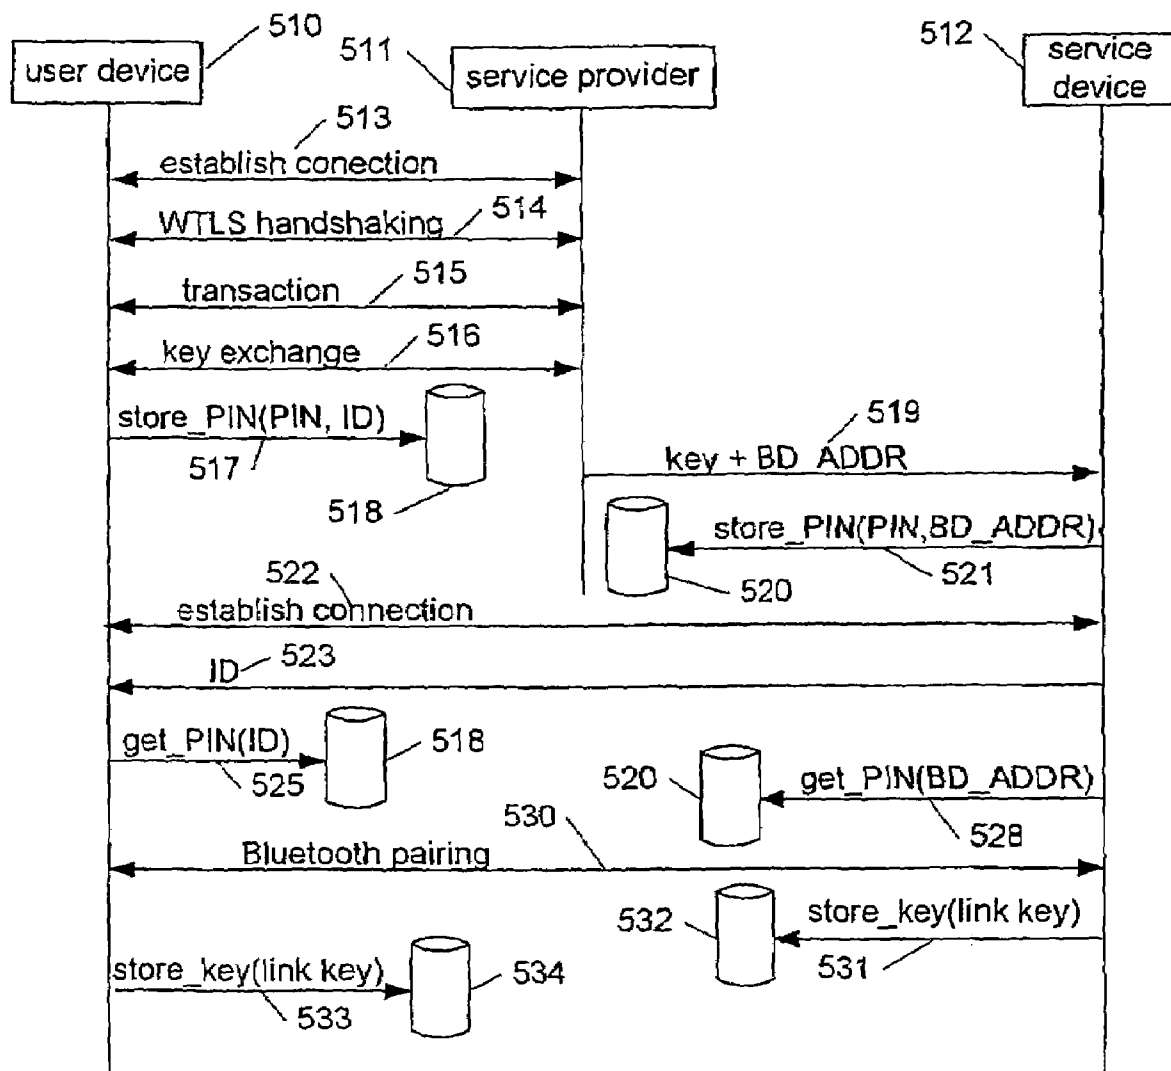 510
511
512
user device
service provider
service
device
513
establish conection
514
WTLS handshaking
515
transaction
516
key exchange
store_PIN(PIN, ID)
517
518
519
key + BD_ADDR
store_PIN(PIN,BD_ADDR)
521
520
522
establish connection
ID
523
get_PIN(ID)
525
518
520
get_PIN(BD_ADDR)
528
530
Bluetooth pairing
532
store_key(link key)
531
store_key(link key)
533
534